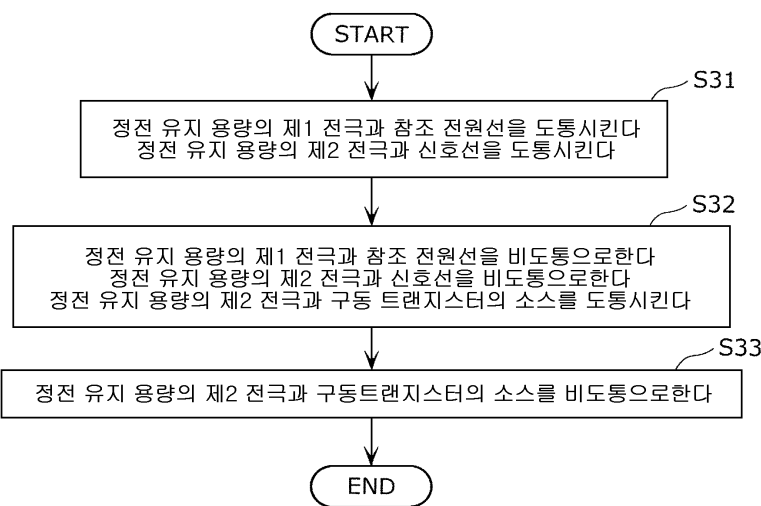 START
S31
정전 유지 용량의 제1 전극과 참조 전원선을 도통시킨다
정전 유지 용량의 제2 전극과 신호선을 도통시킨다
S32
정전 유지 용량의 제1 전극과 참조 전원선을 비도통으로한다
정전 유지 용량의 제2 전극과 신호선을 비도통으로한다
정전 유지 용량의 제2 전극과 구동 트랜지스터의 소스를 도통시킨다
S33
정전 유지 용량의 제2 전극과 구동트랜지스터의 소스를 비도통으로한다
END